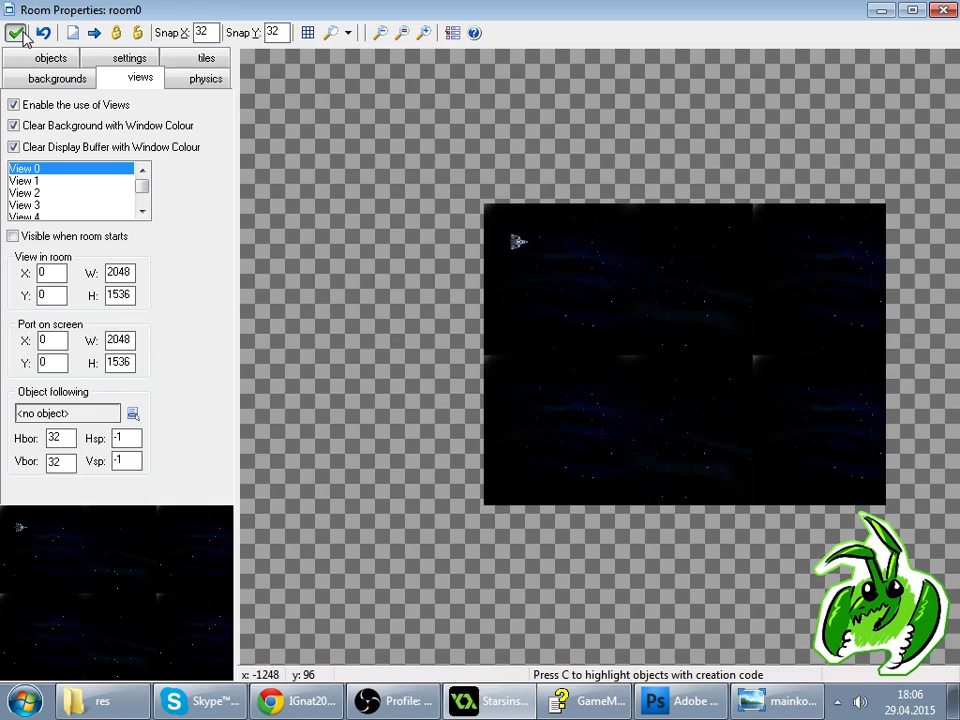 Room Properties: room0
Snap X: 32 Snap Y: 32
objects settings tiles
backgrounds views physics
Enable the use of Views
Clear Background with Window Colour
Clear Display Buffer with Window Colour
View 0
View 1
View 2
View 3
View 4
Visible when room starts
View in room
X: 0 W: 2048
Y: 0 H: 1536
Port on screen
X: 0 W: 2048
Y: 0 H: 1536
Object following
<no object>
Hbor: 32 Hsp: -1
Vbor: 32 Vsp: -1
x: -1248 y: 96 Press C to highlight objects with creation code
res Skype™... IGnat20... Profile: ... Starsins... GameM... Ps Adobe ... mainko... 18:06
29.04.2015